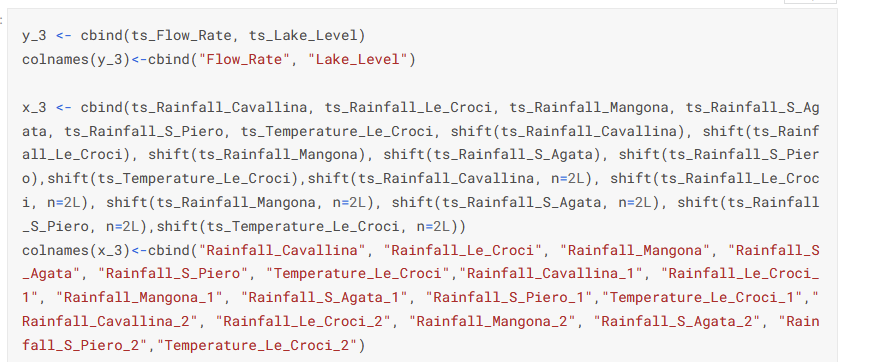 y_3 <- cbind(ts_Flow_Rate, ts_Lake_Level)
colnames(y_3)<-cbind("Flow_Rate", "Lake_Level")
x_3 <- cbind(ts_Rainfall_Cavallina, ts_Rainfall_Le_Croci, ts_Rainfall_Mangona, ts_Rainfall_S_Ag
ata, ts_Rainfall_S_Piero, ts_Temperature_Le_Croci, shift(ts_Rainfall_Cavallina), shift(ts_Rainf
all_Le_Croci), shift(ts_Rainfall_Mangona), shift(ts_Rainfall_S_Agata), shift(ts_Rainfall_S_Pier
o),shift(ts_Temperature_Le_Croci),shift(ts_Rainfall_Cavallina, n=2L), shift(ts_Rainfall_Le_Croc
i, n=2L), shift(ts_Rainfall_Mangona, n=2L), shift(ts_Rainfall_S_Agata, n=2L), shift(ts_Rainfall
_S_Piero, n=2L),shift(ts_Temperature_Le_Croci, n=2L))
colnames(x_3)<-cbind("Rainfall_Cavallina", "Rainfall_Le_Croci", "Rainfall_Mangona", "Rainfall_S
_Agata", "Rainfall_S_Piero", "Temperature_Le_Croci","Rainfall_Cavallina_1", "Rainfall_Le_Croci_
1", "Rainfall_Mangona_1", "Rainfall_S_Agata_1", "Rainfall_S_Piero_1","Temperature_Le_Croci_1","
Rainfall_Cavallina_2", "Rainfall_Le_Croci_2", "Rainfall_Mangona_2", "Rainfall_S_Agata_2", "Rain
fall_S_Piero_2","Temperature_Le_Croci_2")